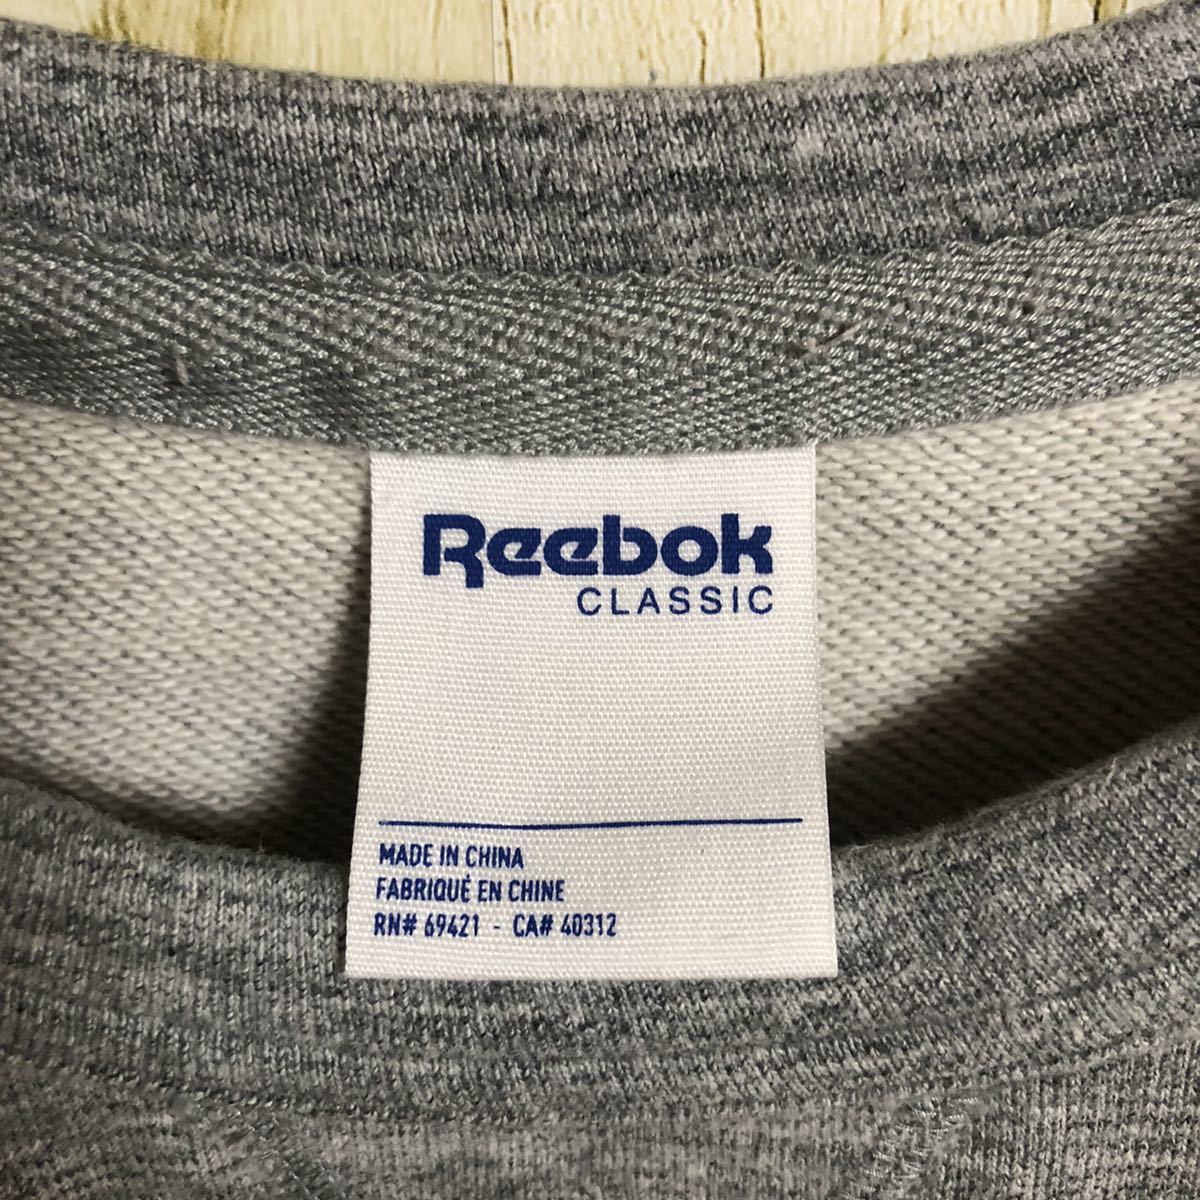 Reebok
CLASSIC
MADE IN CHINA
FABRIQUÉ EN CHINE
RN# 69421 - CA# 40312